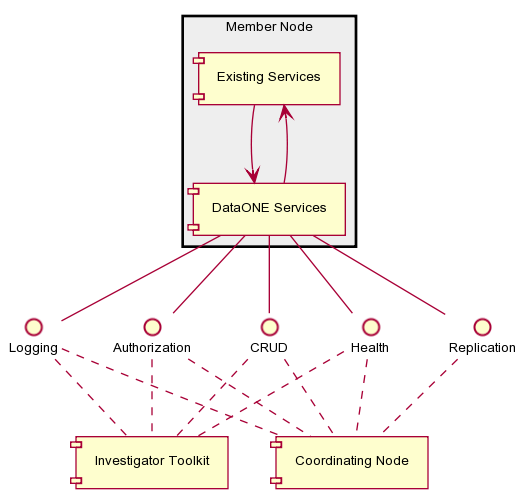 Member Node
Existing Services
DataONE Services
Logging
Authorization
CRUD
Health
Replication
Investigator Toolkit
Coordinating Node